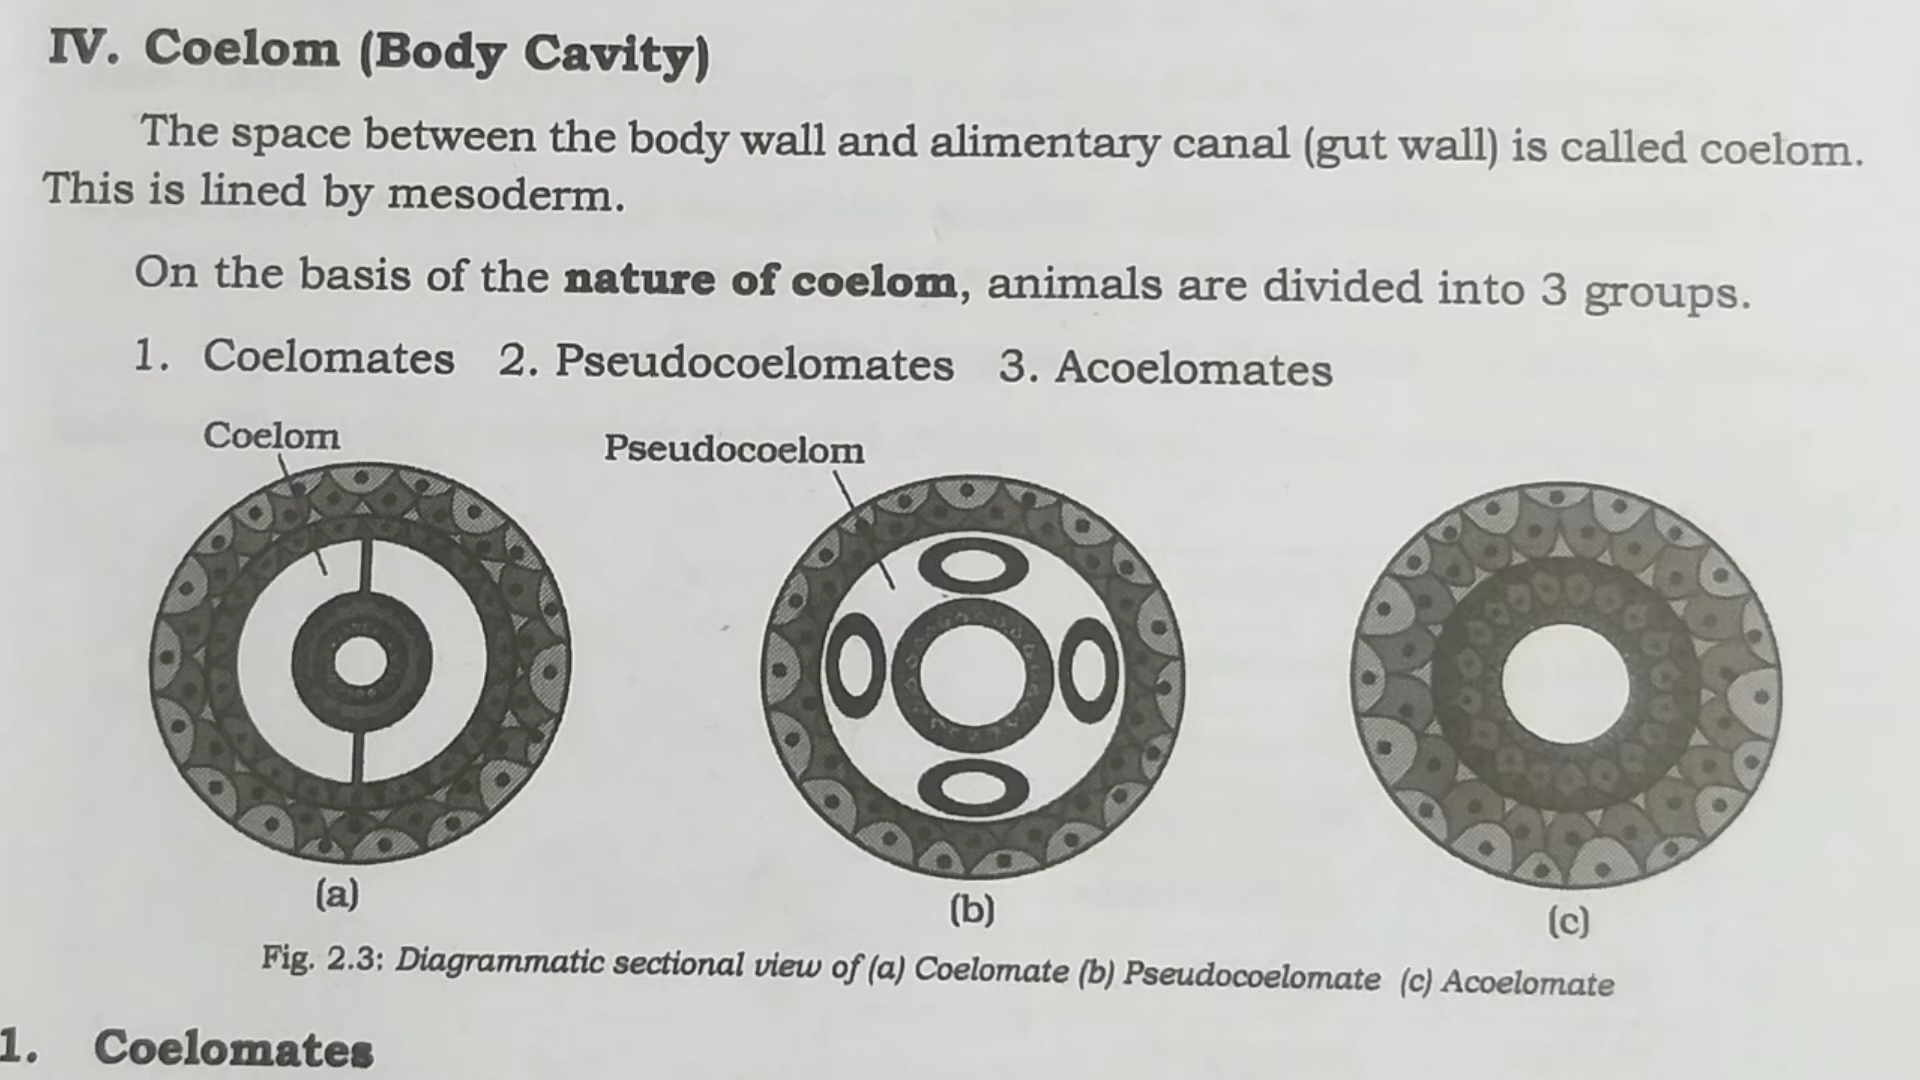 IV. Coelom (Body Cavity)
The space between the body wall and alimentary canal (gut wall) is called coelom.
This is lined by mesoderm.
On the basis of the nature of coelom, animals are divided into 3 groups.
1. Coelomates 2. Pseudocoelomates 3. Acoelomates
Coelom
Pseudocoelom
(a)
(b)
(c)
Fig. 2.3: Diagrammatic sectional view of (a) Coelomate (b) Pseudocoelomate (c) Acoelomate
1. Coelomates